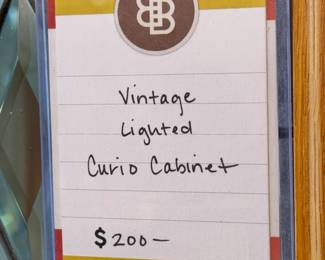 Vintage
Lighted
Curio Cabinet
$200—